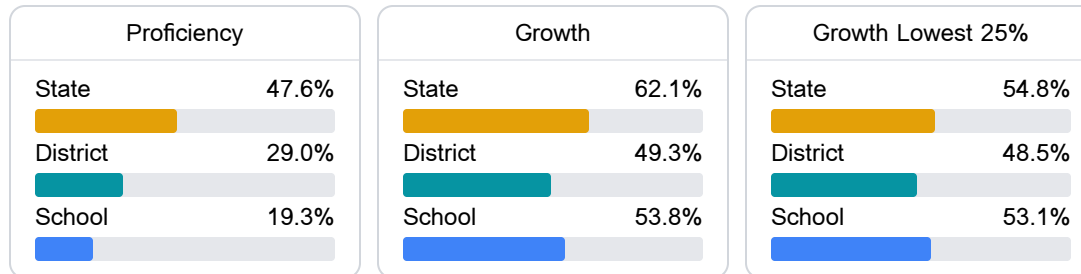 Proficiency
State 47.6%
District 29.0%
School 19.3%
Growth
State 62.1%
District 49.3%
School 53.8%
Growth Lowest 25%
State 54.8%
District 48.5%
School 53.1%